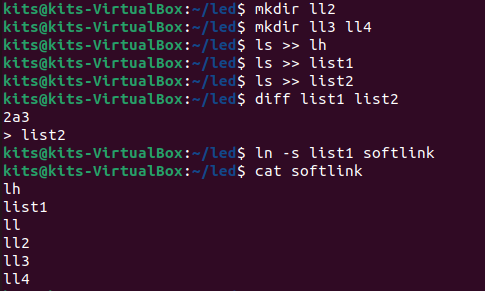 kits@kits-VirtualBox:~/led$ mkdir ll2
kits@kits-VirtualBox:~/led$ mkdir ll3 ll4
kits@kits-VirtualBox:~/led$ ls >> lh
kits@kits-VirtualBox:~/led$ ls >> list1
kits@kits-VirtualBox:~/led$ ls >> list2
kits@kits-VirtualBox:~/led$ diff list1 list2
2a3
> list2
kits@kits-VirtualBox:~/led$ ln -s list1 softlink
kits@kits-VirtualBox:~/led$ cat softlink
lh
list1
ll
ll2
ll3
ll4